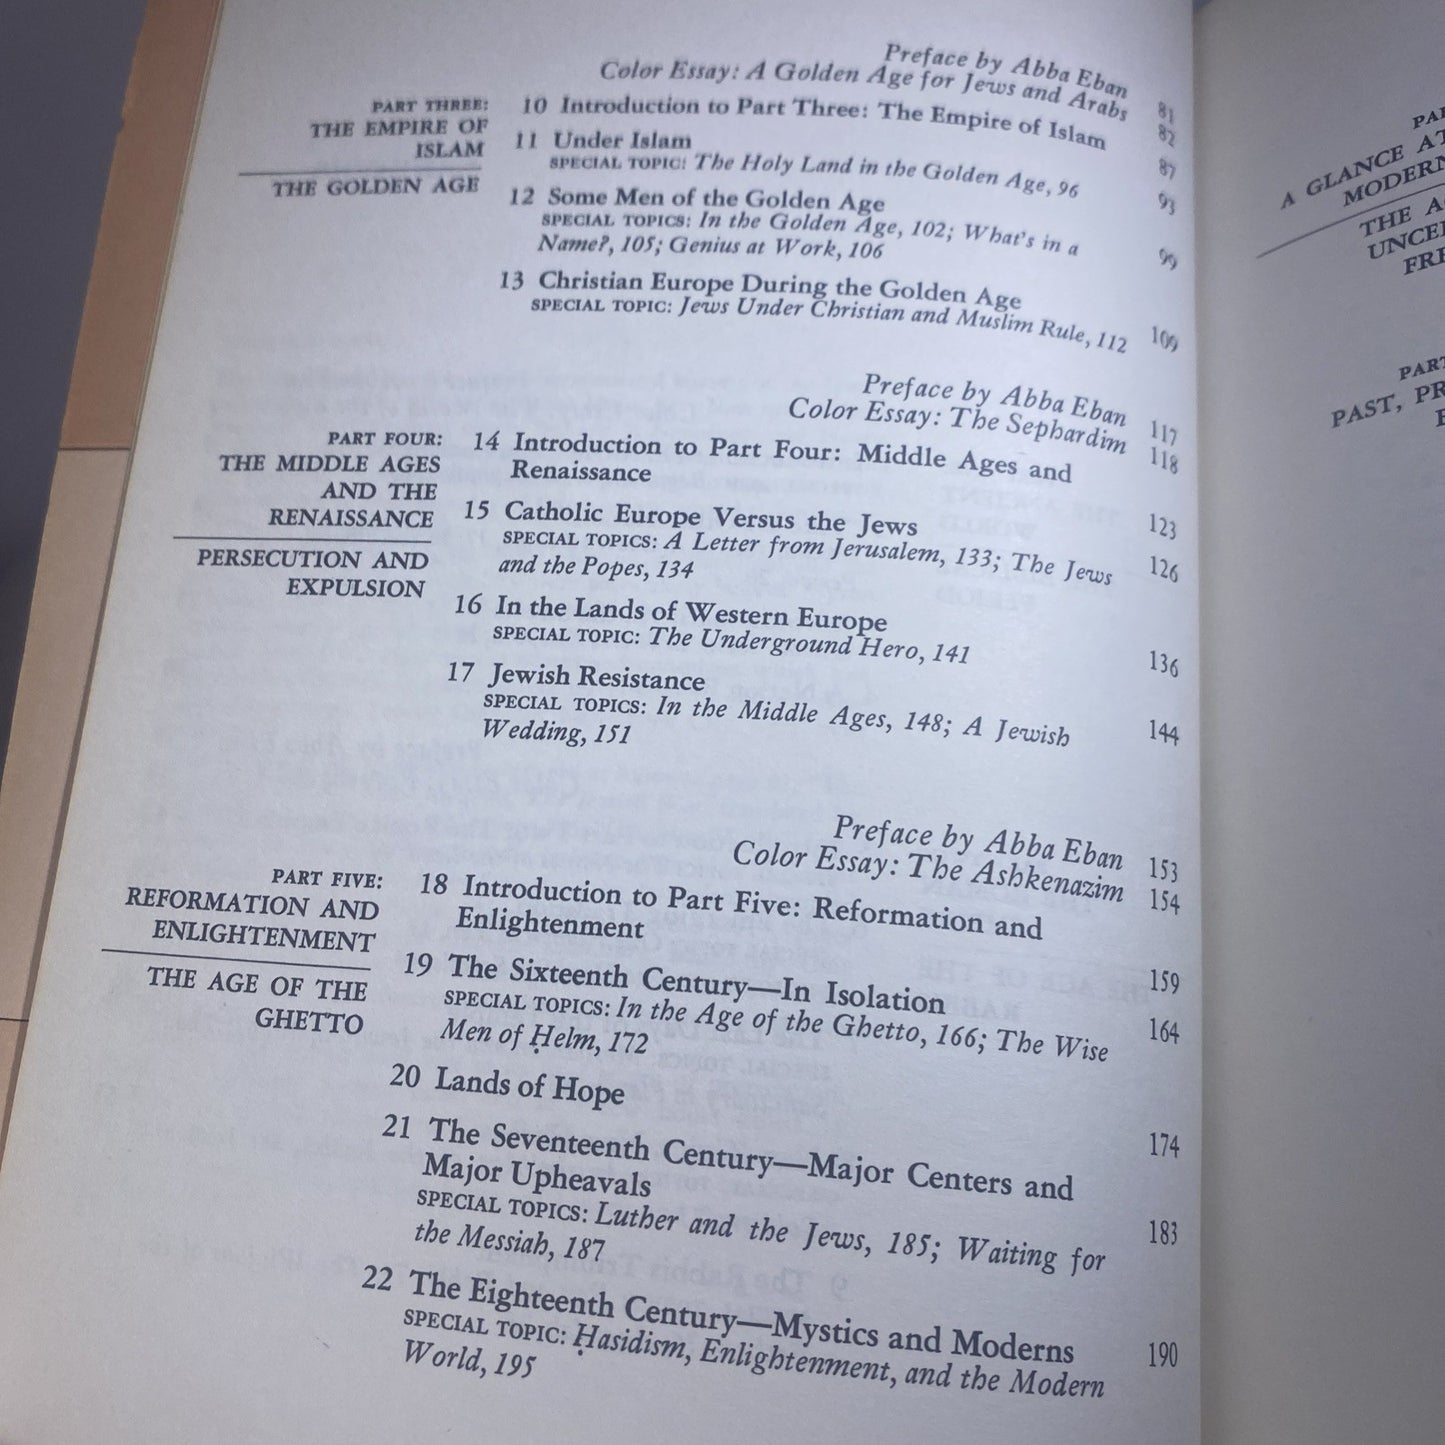 Preface by Abba Eban 81
Color Essay: A Golden Age for Jews and Arabs 82
PART THREE:
THE EMPIRE OF
ISLAM
THE GOLDEN AGE
10 Introduction to Part Three: The Empire of Islam 87
11 Under Islam 93
SPECIAL TOPIC: The Holy Land in the Golden Age, 96
12 Some Men of the Golden Age 99
SPECIAL TOPICS: In the Golden Age, 102; What's in a
Name?, 105; Genius at Work, 106
13 Christian Europe During the Golden Age 109
SPECIAL TOPIC: Jews Under Christian and Muslim Rule, 112
Preface by Abba Eban 117
Color Essay: The Sephardim 118
PART FOUR:
THE MIDDLE AGES
AND THE
RENAISSANCE
PERSECUTION AND
EXPULSION
14 Introduction to Part Four: Middle Ages and
Renaissance 123
15 Catholic Europe Versus the Jews 126
SPECIAL TOPICS: A Letter from Jerusalem, 133; The Jews
and the Popes, 134
16 In the Lands of Western Europe 136
SPECIAL TOPIC: The Underground Hero, 141
17 Jewish Resistance 144
SPECIAL TOPICS: In the Middle Ages, 148; A Jewish
Wedding, 151
Preface by Abba Eban 153
Color Essay: The Ashkenazim 154
PART FIVE:
REFORMATION AND
ENLIGHTENMENT
THE AGE OF THE
GHETTO
18 Introduction to Part Five: Reformation and
Enlightenment 159
19 The Sixteenth Century—In Isolation 164
SPECIAL TOPICS: In the Age of the Ghetto, 166; The Wise
Men of Ḥelm, 172
20 Lands of Hope 174
21 The Seventeenth Century—Major Centers and
Major Upheavals 183
SPECIAL TOPICS: Luther and the Jews, 185; Waiting for
the Messiah, 187
22 The Eighteenth Century—Mystics and Moderns 190
SPECIAL TOPIC: Ḥasidism, Enlightenment, and the Modern
World, 195
A GLANCE AT
MODERN
THE
PAST,